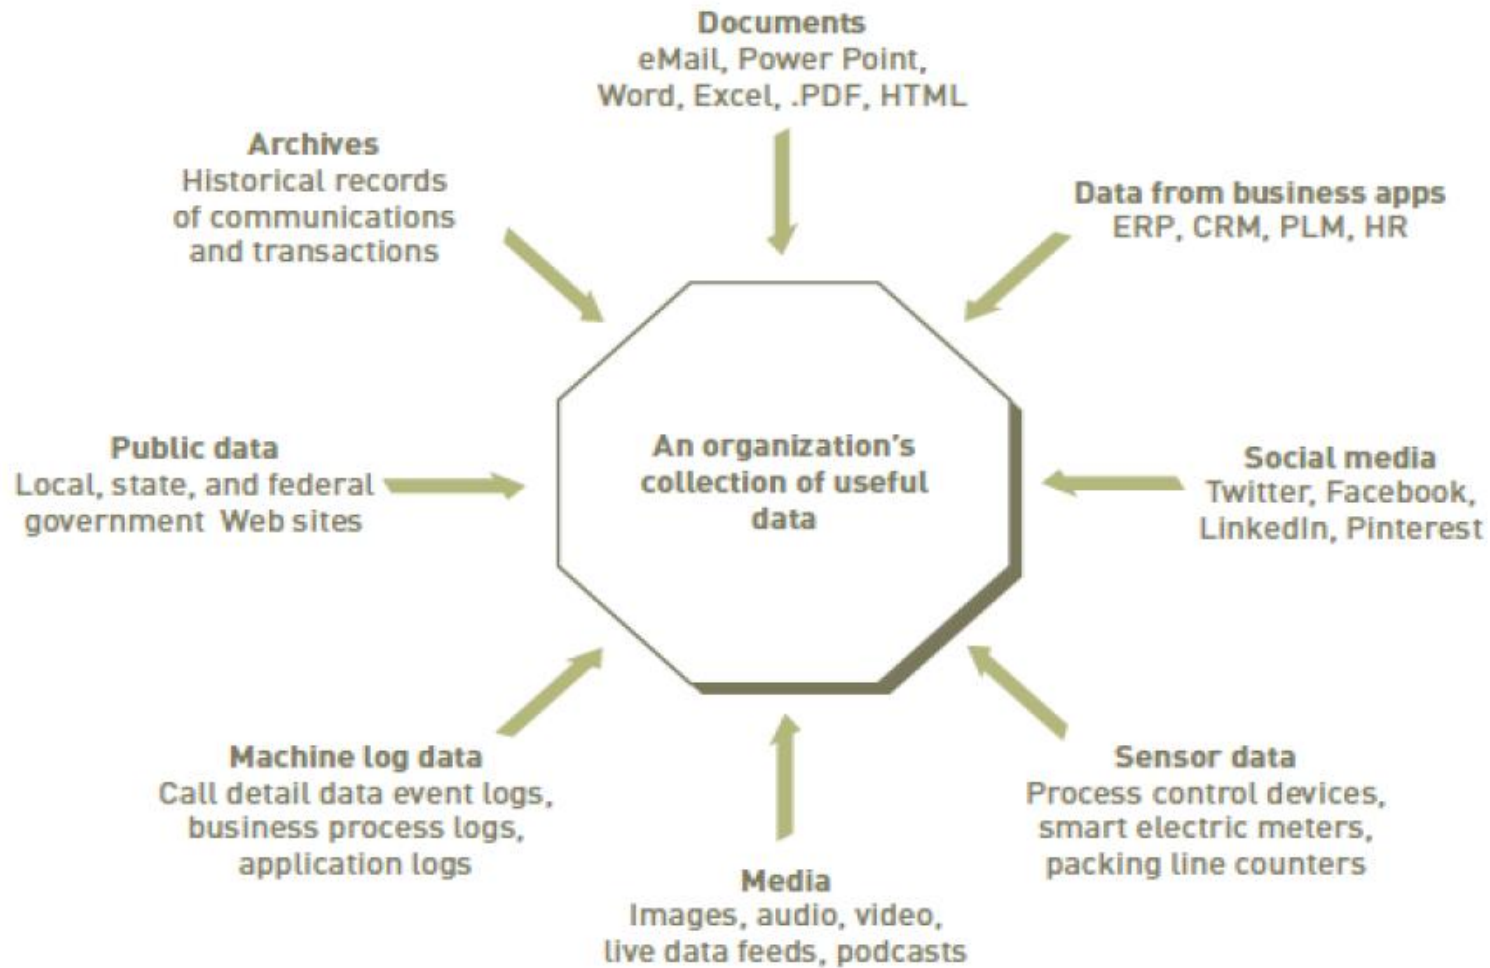 Documents
eMail, Power Point,
Word, Excel, .PDF, HTML
Archives
Historical records
of communications
and transactions
Data from business apps
ERP, CRM, PLM, HR
An organization's
collection of useful
data
Public data
Local, state, and federal
government Web sites
Social media
Twitter, Facebook,
LinkedIn, Pinterest
Machine log data
Call detail data event logs,
business process logs,
application logs
Sensor data
Process control devices,
smart electric meters,
packing line counters
Media
Images, audio, video,
live data feeds, podcasts